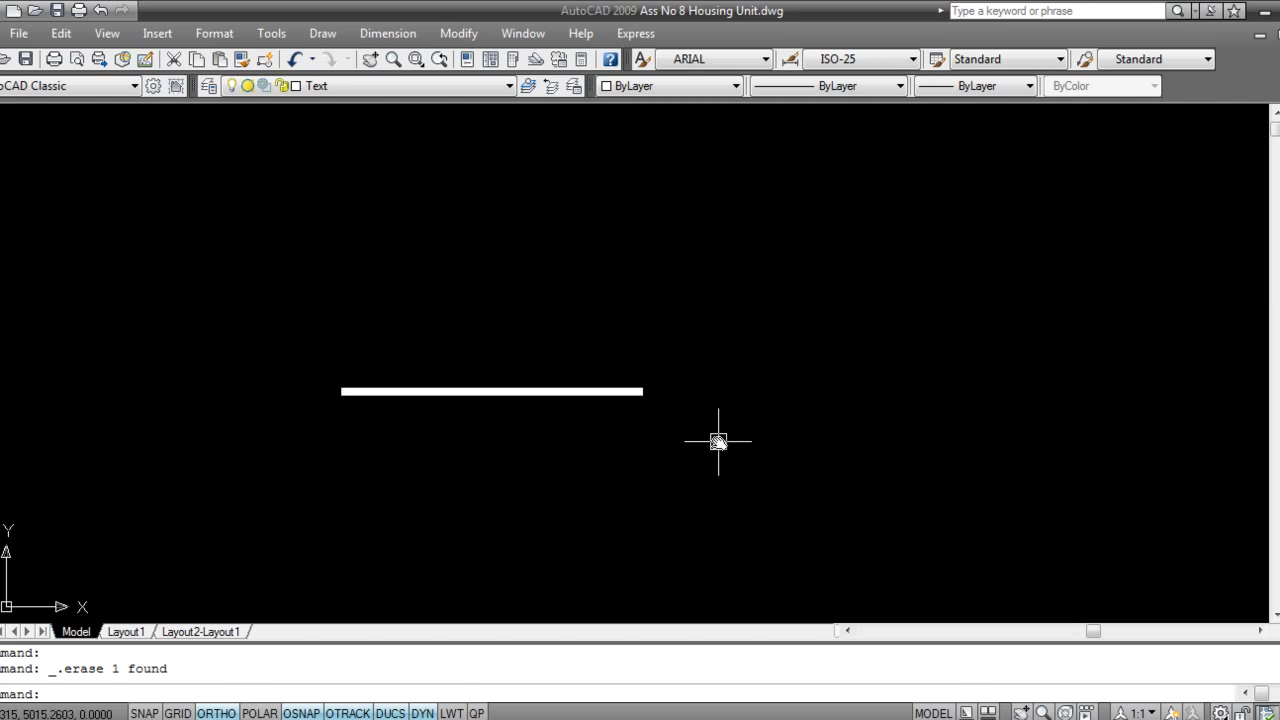 AutoCAD 2009 Ass No 8 Housing Unit.dwg
Type a keyword or phrase
File Edit View Insert Format Tools Draw Dimension Modify Window Help Express
ARIAL ISO-25 Standard Standard
oCAD Classic Text ByLayer ByLayer ByLayer ByColor
Y
X
Model Layout1 Layout2-Layout1
mand:
mand: _.erase 1 found
mand:
315, 5015.2603, 0.0000 SNAP GRID ORTHO POLAR OSNAP OTRACK DUCS DYN LWT QP MODEL 1:1